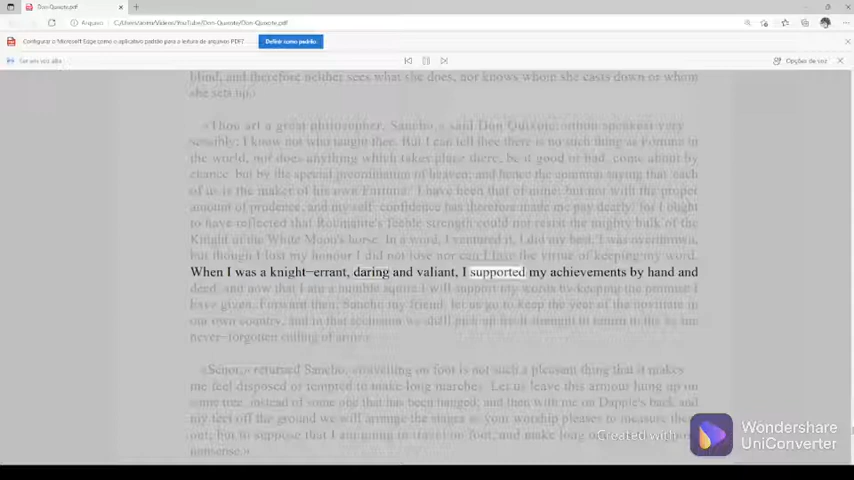 Don-Quixote.pdf
Arquivo C:/Users/
/Videos/YouTube/Don-Quixote/Don-Quixote.pdf
Configurar o Microsoft Edge como o aplicativo padrão para a leitura de arquivos PDF? Definir como padrão
Ler em voz alta Opções de voz
blind, and therefore neither sees what she does, nor knows whom she casts down or whom
she sets up.»
«Thou art a great philosopher, Sancho,» said Don Quixote; speakest very
sensibly; I know not who taught thee. But I can tell thee there is no such thing as Fortune in
the world, nor does anything which takes place there, be it good or bad, come about by
chance, but by the special preordination of heaven; and hence the common saying that each
of us is the maker of his own Fortune. I have been that of mine; but not with the proper
amount of prudence, and my self-confidence has therefore made me pay dearly; for I ought
to have reflected that Rocinante's feeble strength could not resist the mighty bulk of the
Knight of the White Moon's horse. In a word, I ventured it, I did my best, I was overthrown,
but though I lost my honour I did not lose nor can I lose the virtue of keeping my word.
When I was a knight-errant, daring and valiant, I supported my achievements by hand and
deed, and now that I am a humble squire I will support my words by keeping the promise I
have given. Forward then, Sancho my friend, let us go to keep the year of the novitiate in
our own country, and in that seclusion we shall pick up fresh strength to return to the by me
never-forgotten calling of arms.»
«Senor,» returned Sancho, «travelling on foot is not such a pleasant thing that it makes
me feel disposed or tempted to make long marches. Let us leave this armour hung up on
some tree, instead of some one that has been hanged; and then with me on Dapple's back and
my feet off the ground we will arrange the stages as your worship pleases to measure them
out; but to suppose that I am going to travel on foot, and make long
nonsense.»
Created with Wondershare
UniConverter